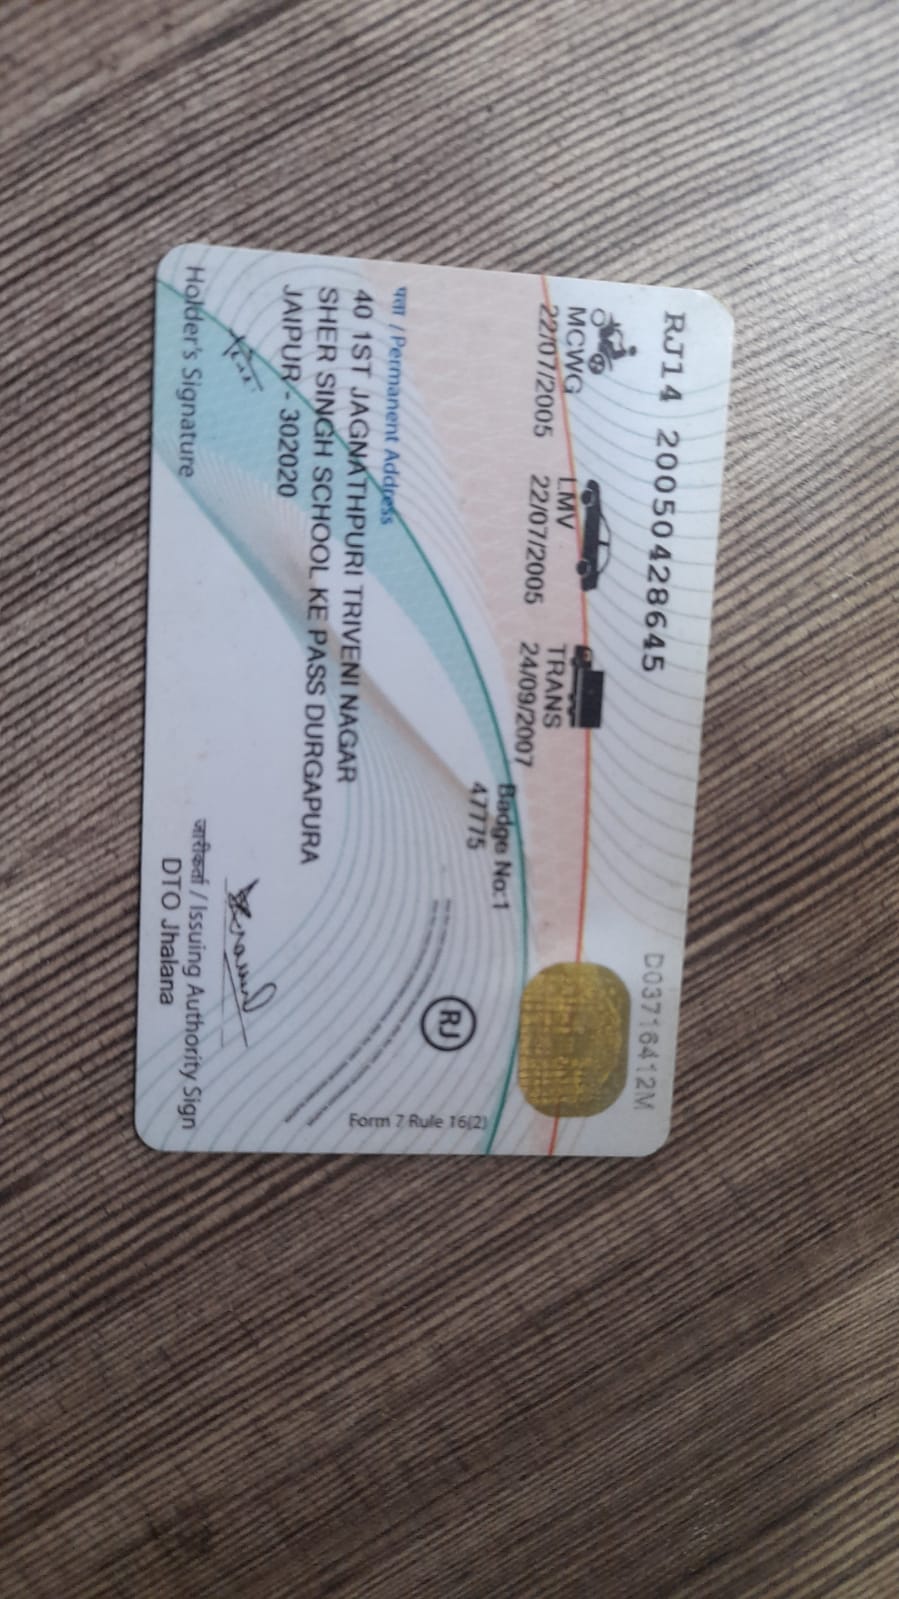 RJ14 20050428645
D03716412M
MCWG LMV TRANS
22/07/2005 22/07/2005 24/09/2007
Badge No:1
47775
RJ
Form 7 Rule 16(2)
पता / Permanent Address
40 1ST JAGNATHPURI TRIVENI NAGAR
SHER SINGH SCHOOL KE PASS DURGAPURA
JAIPUR - 302020
Holder's Signature
जारीकर्ता / Issuing Authority Sign
DTO Jhalana